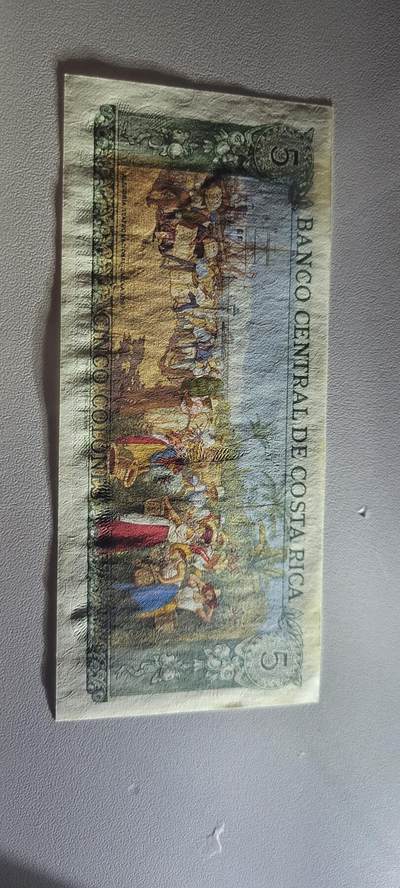 BANCO CENTRAL DE COSTA RICA
5
5
CINCO COLONES